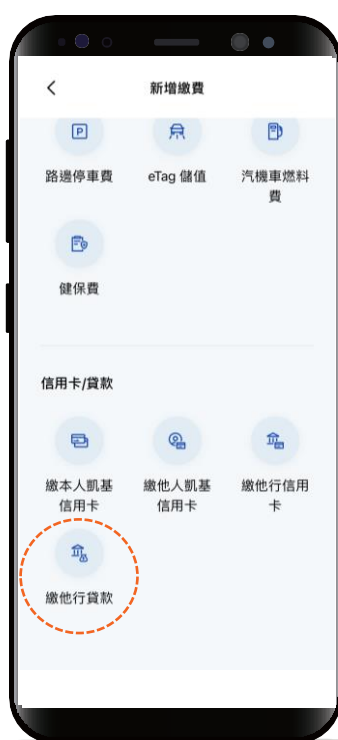 新增繳費
路邊停車費
eTag 儲值
汽機車燃料
費
健保費
信用卡/貸款
繳本人凱基
信用卡
繳他人凱基
信用卡
繳他行信用
卡
繳他行貸款